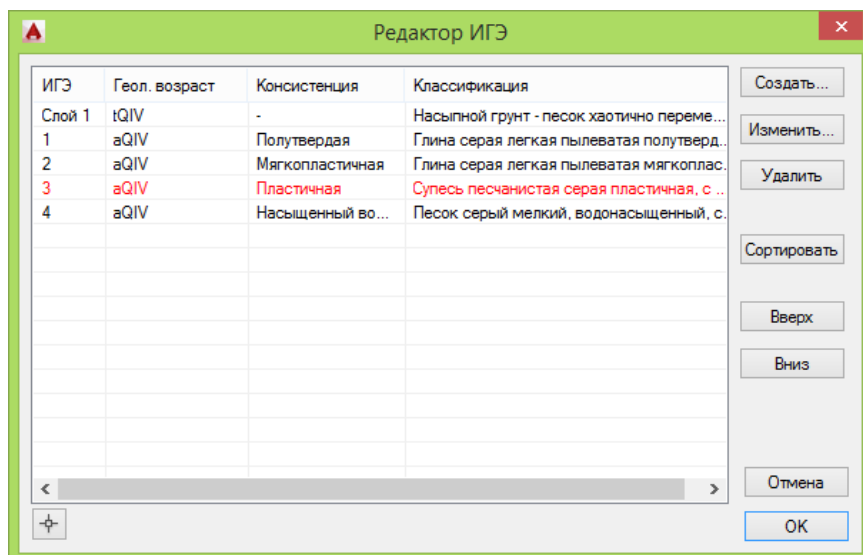 Редактор ИГЭ
ИГЭ Геол. возраст Консистенция Классификация
Слой 1 tQIV - Насыпной грунт - песок хаотично переме...
1 aQIV Полутвердая Глина серая легкая пылеватая полутверд...
2 aQIV Мягкопластичная Глина серая легкая пылеватая мягкоплас...
3 aQIV Пластичная Супесь песчанистая серая пластичная, с ...
4 aQIV Насыщенный во... Песок серый мелкий, водонасыщенный, с...
Создать...
Изменить...
Удалить
Сортировать
Вверх
Вниз
Отмена
OK